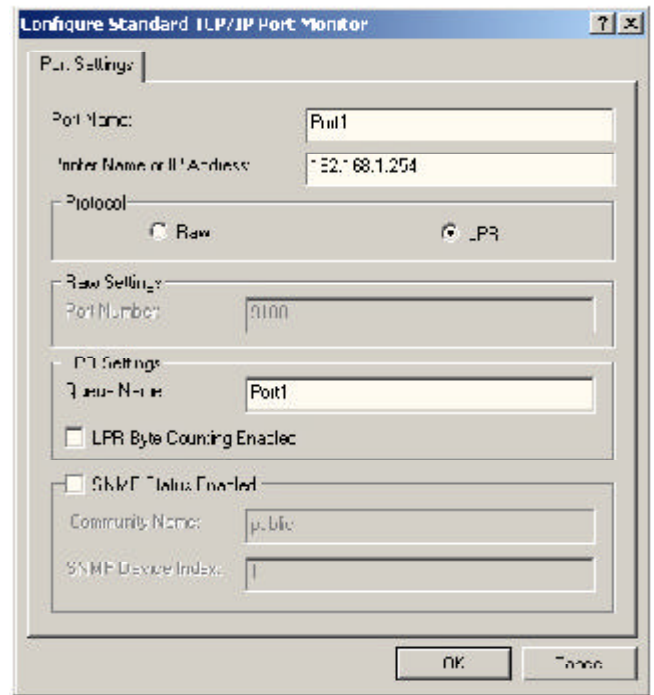 Configure Standard TCP/IP Port Monitor
Port Settings
Port Name:
Port1
Printer Name or IP Address:
192.168.1.254
Protocol
Raw
LPR
Raw Settings
Port Number:
9100
LPR Settings
Queue Name:
Port1
LPR Byte Counting Enabled
SNMP Status Enabled
Community Name:
public
SNMP Device Index:
1
OK
Cancel